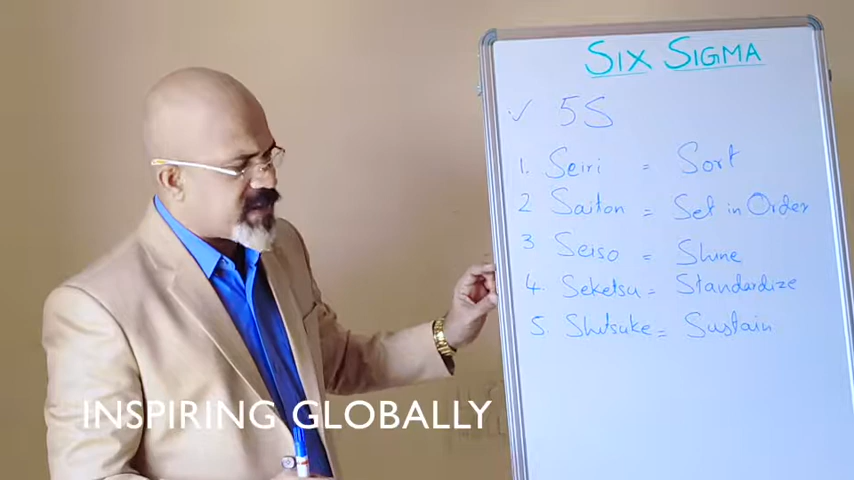 SIX SIGMA
✓ 5S
1. Seiri = Sort
2 Saiton = Set in Order
3 Seiso = Shine
4. Seketsu = Standardize
5. Shitsuke = Sustain
INSPIRING GLOBALLY